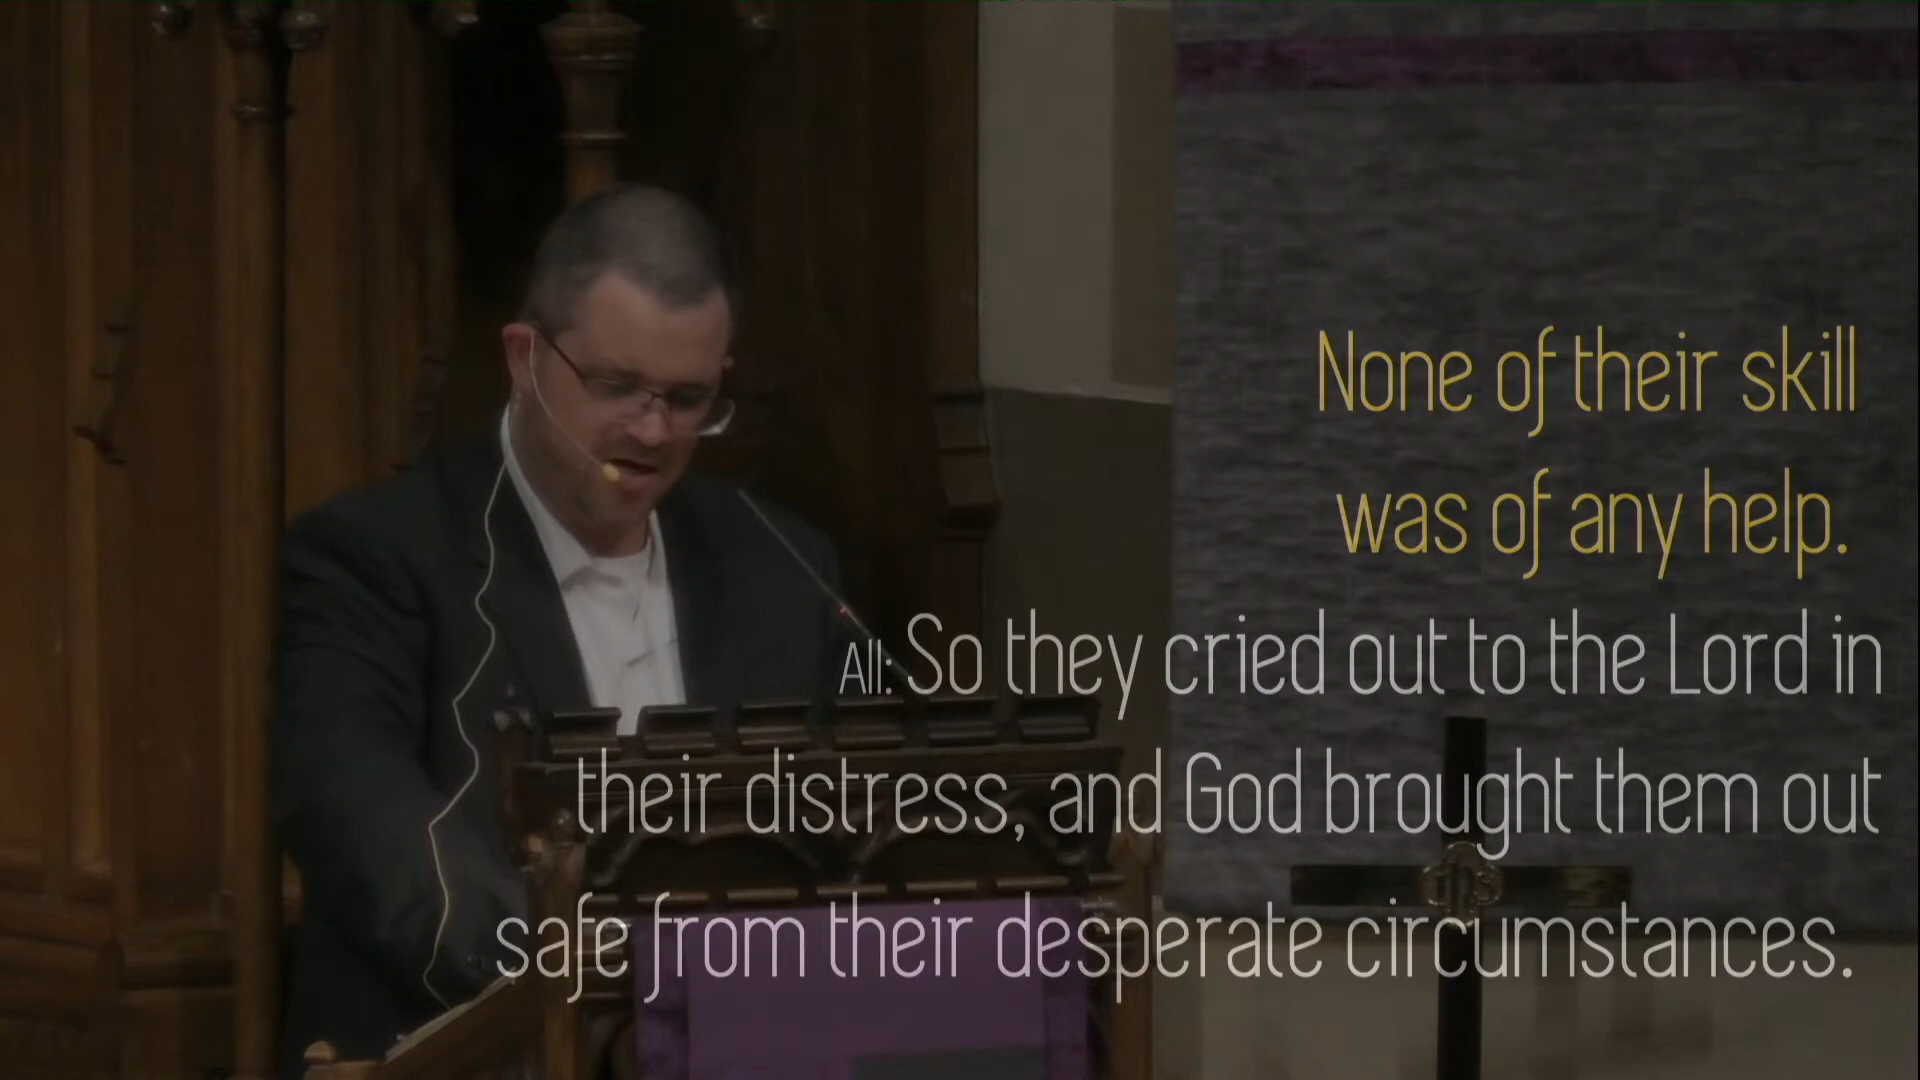 None of their skill
was of any help.
All: So they cried out to the Lord in
their distress, and God brought them out
safe from their desperate circumstances.
IHS